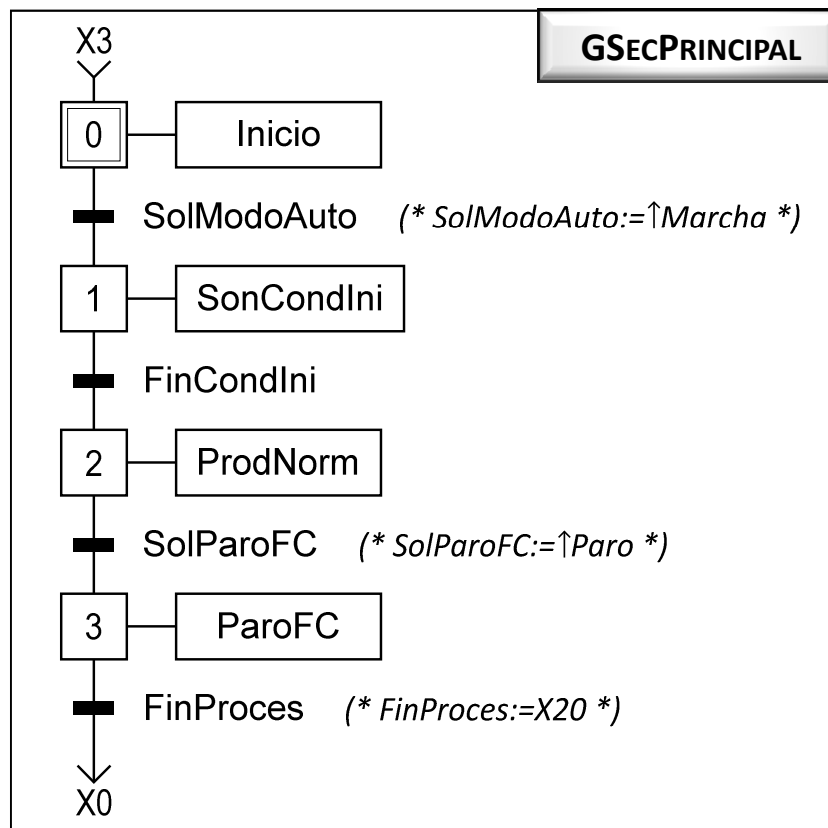 X3
GSECPRINCIPAL
0 Inicio
SolModoAuto (* SolModoAuto:=↑Marcha *)
1 SonCondIni
FinCondIni
2 ProdNorm
SolParoFC (* SolParoFC:=↑Paro *)
3 ParoFC
FinProces (* FinProces:=X20 *)
X0